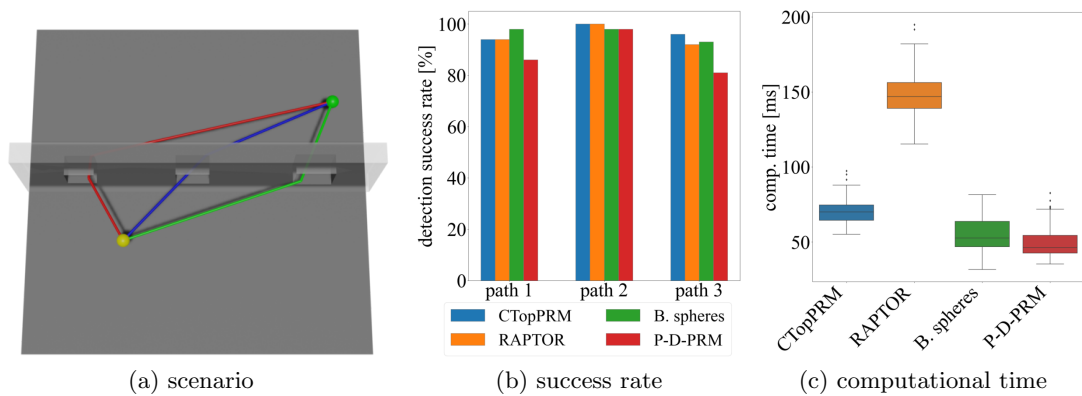 detection success rate [%]
100
80
60
40
20
0
path 1 path 2 path 3
CTopPRM B. spheres
RAPTOR P-D-PRM
comp. time [ms]
200
150
100
50
CTopPRM RAPTOR B. spheres P-D-PRM
(a) scenario (b) success rate (c) computational time